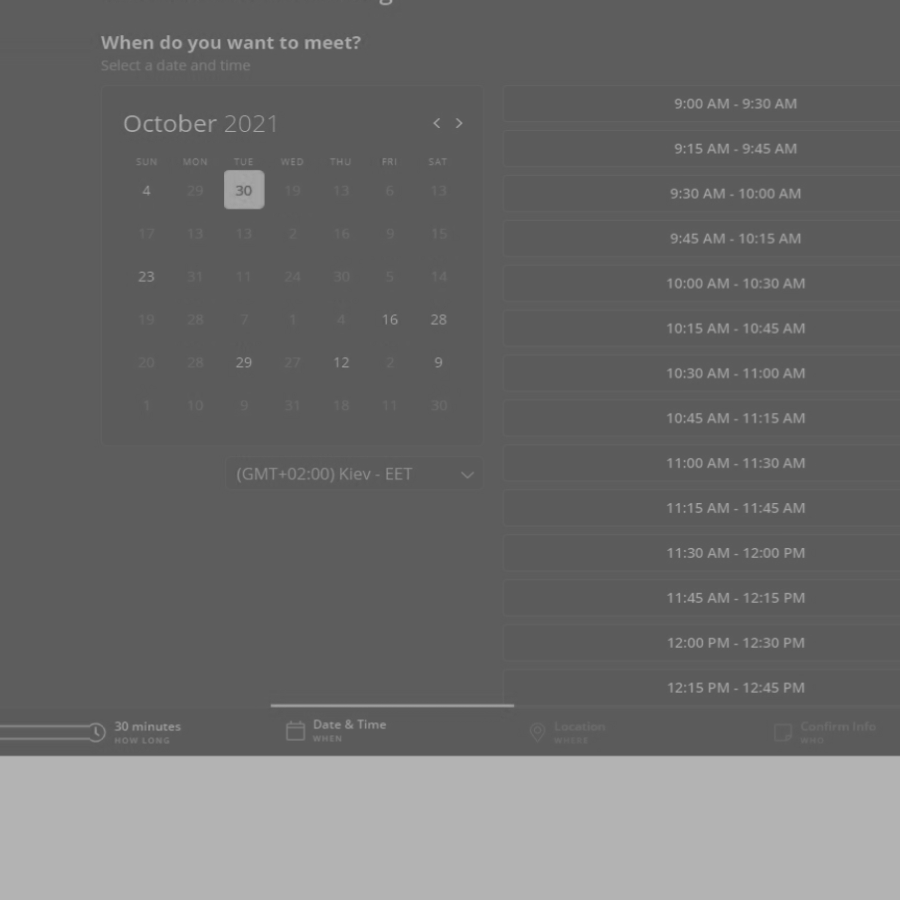 When do you want to meet?
Select a date and time
October 2021
SUN MON TUE WED THU FRI SAT
4 29 30 19 13 6 13
17 13 13 2 16 9 15
23 31 11 24 30 5 14
19 28 7 1 4 16 28
20 28 29 27 12 2 9
1 10 9 31 18 11 30
(GMT+02:00) Kiev - EET
9:00 AM - 9:30 AM
9:15 AM - 9:45 AM
9:30 AM - 10:00 AM
9:45 AM - 10:15 AM
10:00 AM - 10:30 AM
10:15 AM - 10:45 AM
10:30 AM - 11:00 AM
10:45 AM - 11:15 AM
11:00 AM - 11:30 AM
11:15 AM - 11:45 AM
11:30 AM - 12:00 PM
11:45 AM - 12:15 PM
12:00 PM - 12:30 PM
12:15 PM - 12:45 PM
30 minutes
HOW LONG
Date & Time
WHEN
Location
WHERE
Confirm Info
WHO